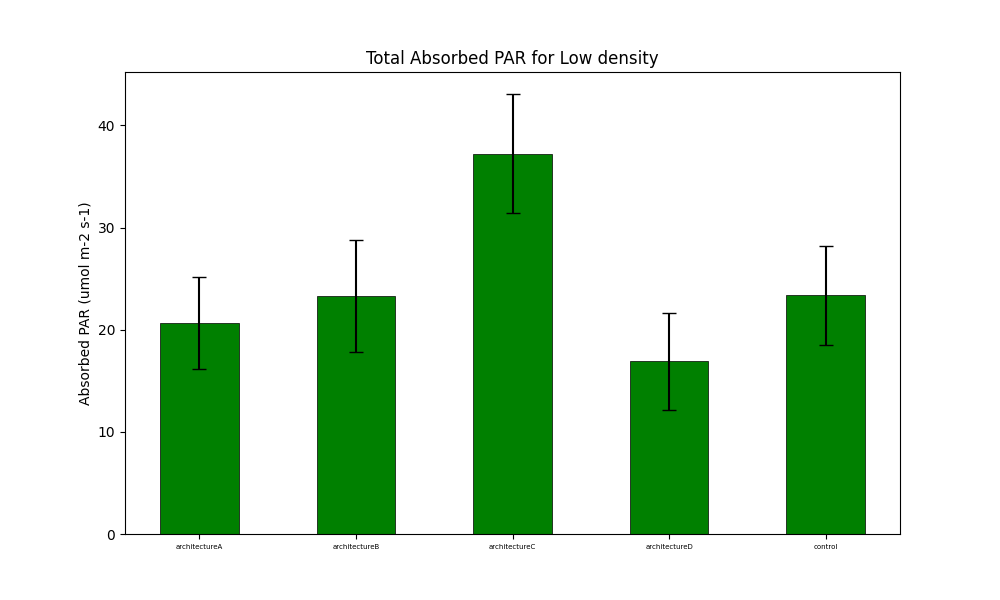 Total Absorbed PAR for Low density
Absorbed PAR (umol m-2 s-1)
40
30
20
10
0
architectureA architectureB architectureC architectureD control